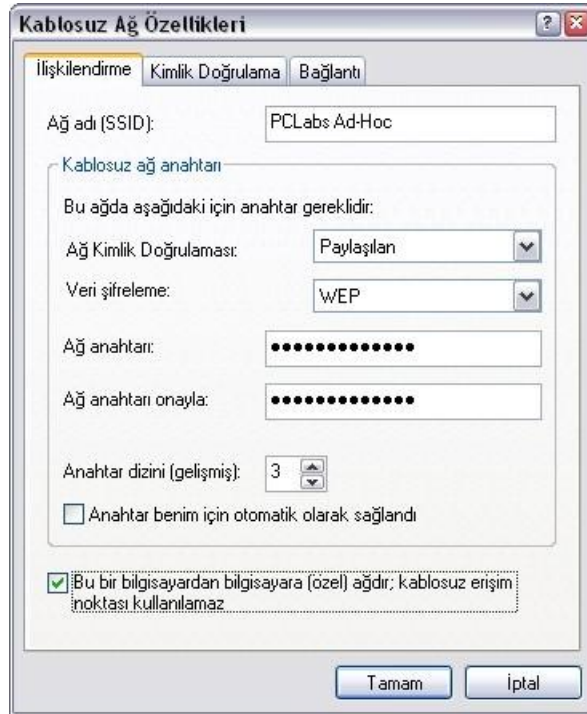 Kablosuz Ağ Özellikleri
İlişkilendirme Kimlik Doğrulama Bağlantı
Ağ adı (SSID): PCLabs Ad-Hoc
Kablosuz ağ anahtarı
Bu ağda aşağıdaki için anahtar gereklidir:
Ağ Kimlik Doğrulaması: Paylaşılan
Veri şifreleme: WEP
Ağ anahtarı: •••••••••••••
Ağ anahtarı onayla: •••••••••••••
Anahtar dizini (gelişmiş): 3
Anahtar benim için otomatik olarak sağlandı
Bu bir bilgisayardan bilgisayara (özel) ağdır; kablosuz erişim
noktası kullanılamaz
Tamam İptal